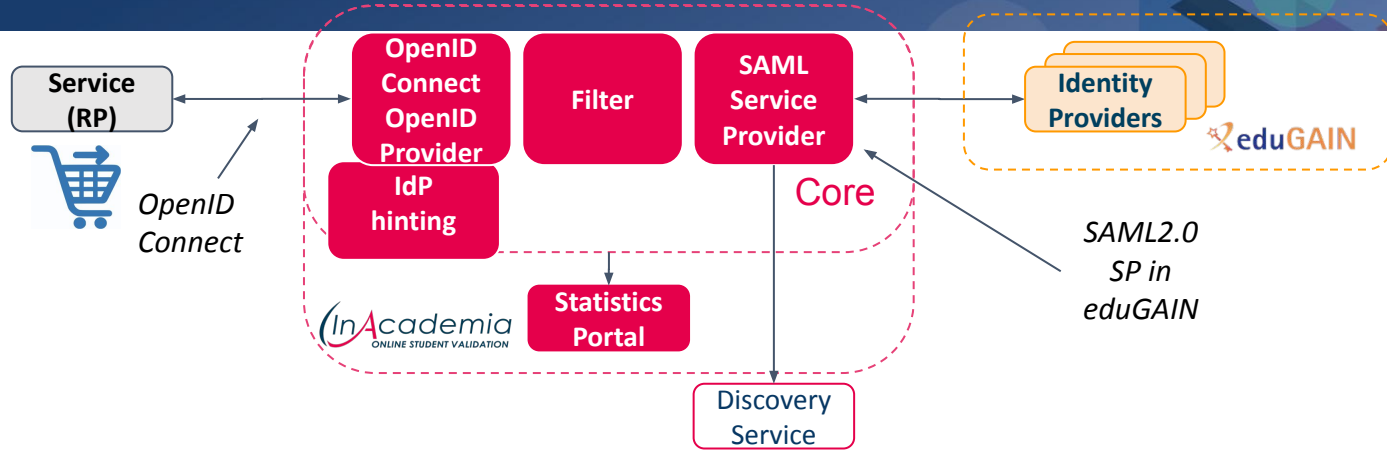 Service
(RP)
OpenID
Connect
OpenID
Connect
OpenID
Provider
IdP
hinting
Filter
SAML
Service
Provider
Core
Identity
Providers
eduGAIN
SAML2.0
SP in
eduGAIN
InAcademia
ONLINE STUDENT VALIDATION
Statistics
Portal
Discovery
Service